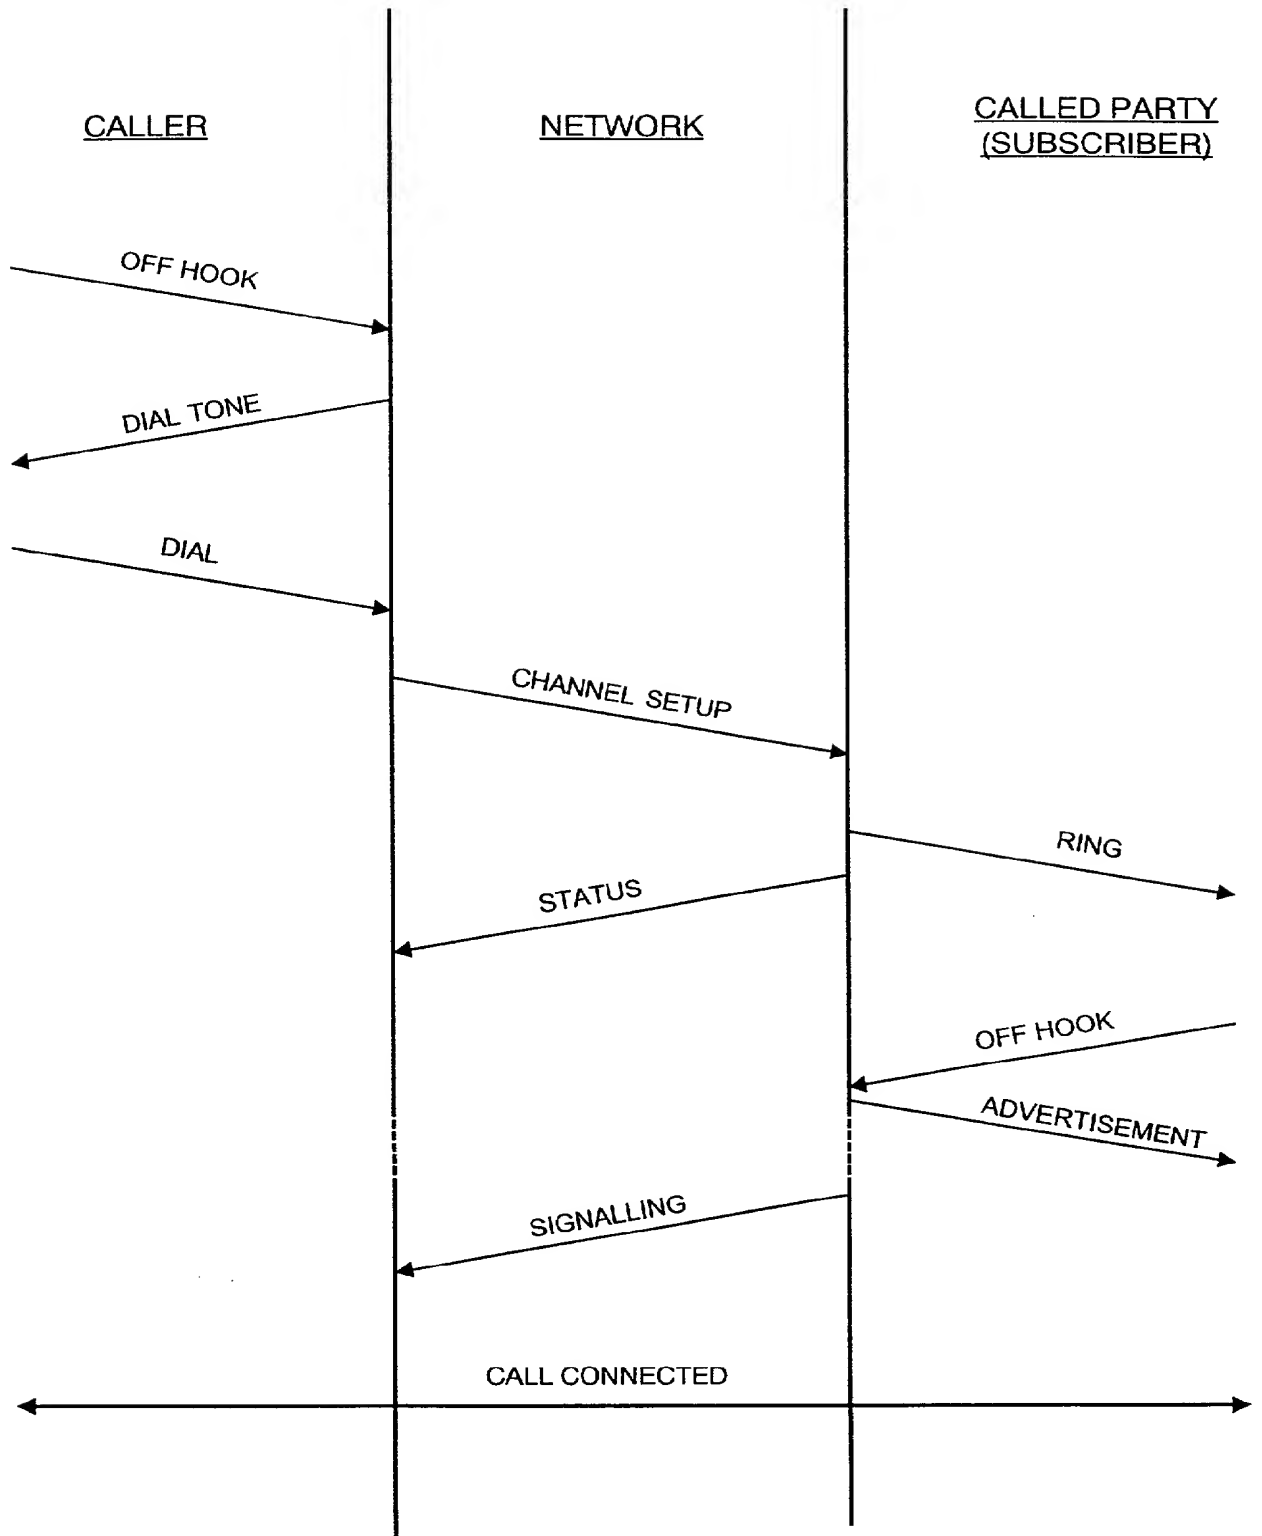 CALLER
NETWORK
CALLED PARTY
(SUBSCRIBER)
OFF HOOK
DIAL TONE
DIAL
CHANNEL SETUP
RING
STATUS
OFF HOOK
ADVERTISEMENT
SIGNALLING
CALL CONNECTED